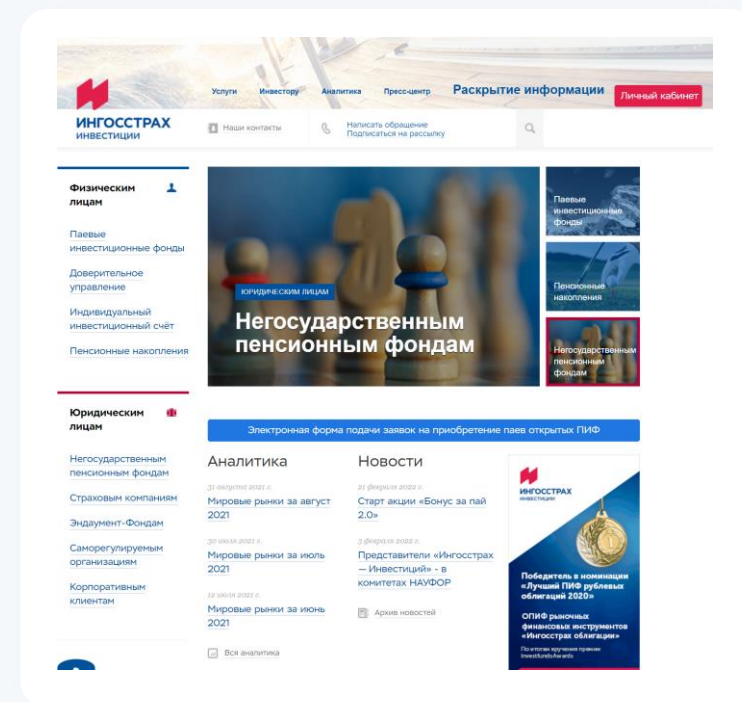 Услуги
Инвестору
Аналитика
Пресс-центр
Раскрытие информации
Личный кабинет
ИНГОССТРАХ
ИНВЕСТИЦИИ
Наши контакты
Написать обращение
Подписаться на рассылку
Физическим
лицам
Паевые
инвестиционные фонды
Доверительное
управление
Индивидуальный
инвестиционный счёт
Пенсионные накопления
ЮРИДИЧЕСКИМ ЛИЦАМ
Негосударственным
пенсионным фондам
Паевые
инвестиционные
фонды
Пенсионные
накопления
Негосударственным
пенсионным
фондам
Юридическим
лицам
Негосударственным
пенсионным фондам
Страховым компаниям
Эндаумент-Фондам
Саморегулируемым
организациям
Корпоративным
клиентам
Электронная форма подачи заявок на приобретение паев открытых ПИФ
Аналитика
31 августа 2021 г.
Мировые рынки за август
2021
30 июля 2021 г.
Мировые рынки за июль
2021
12 июля 2021 г.
Мировые рынки за июнь
2021
Вся аналитика
Новости
21 февраля 2022 г.
Старт акции «Бонус за пай
2.0»
3 февраля 2022 г.
Представители «Ингосстрах
— Инвестиций» - в
комитетах НАУФОР
Архив новостей
ИНГОССТРАХ
ИНВЕСТИЦИИ
Победитель в номинации
«Лучший ПИФ рублевых
облигаций 2020»
ОПИФ рыночных
финансовых инструментов
«Ингосстрах облигации»
По итогам вручения премии
InvestfundsAwards